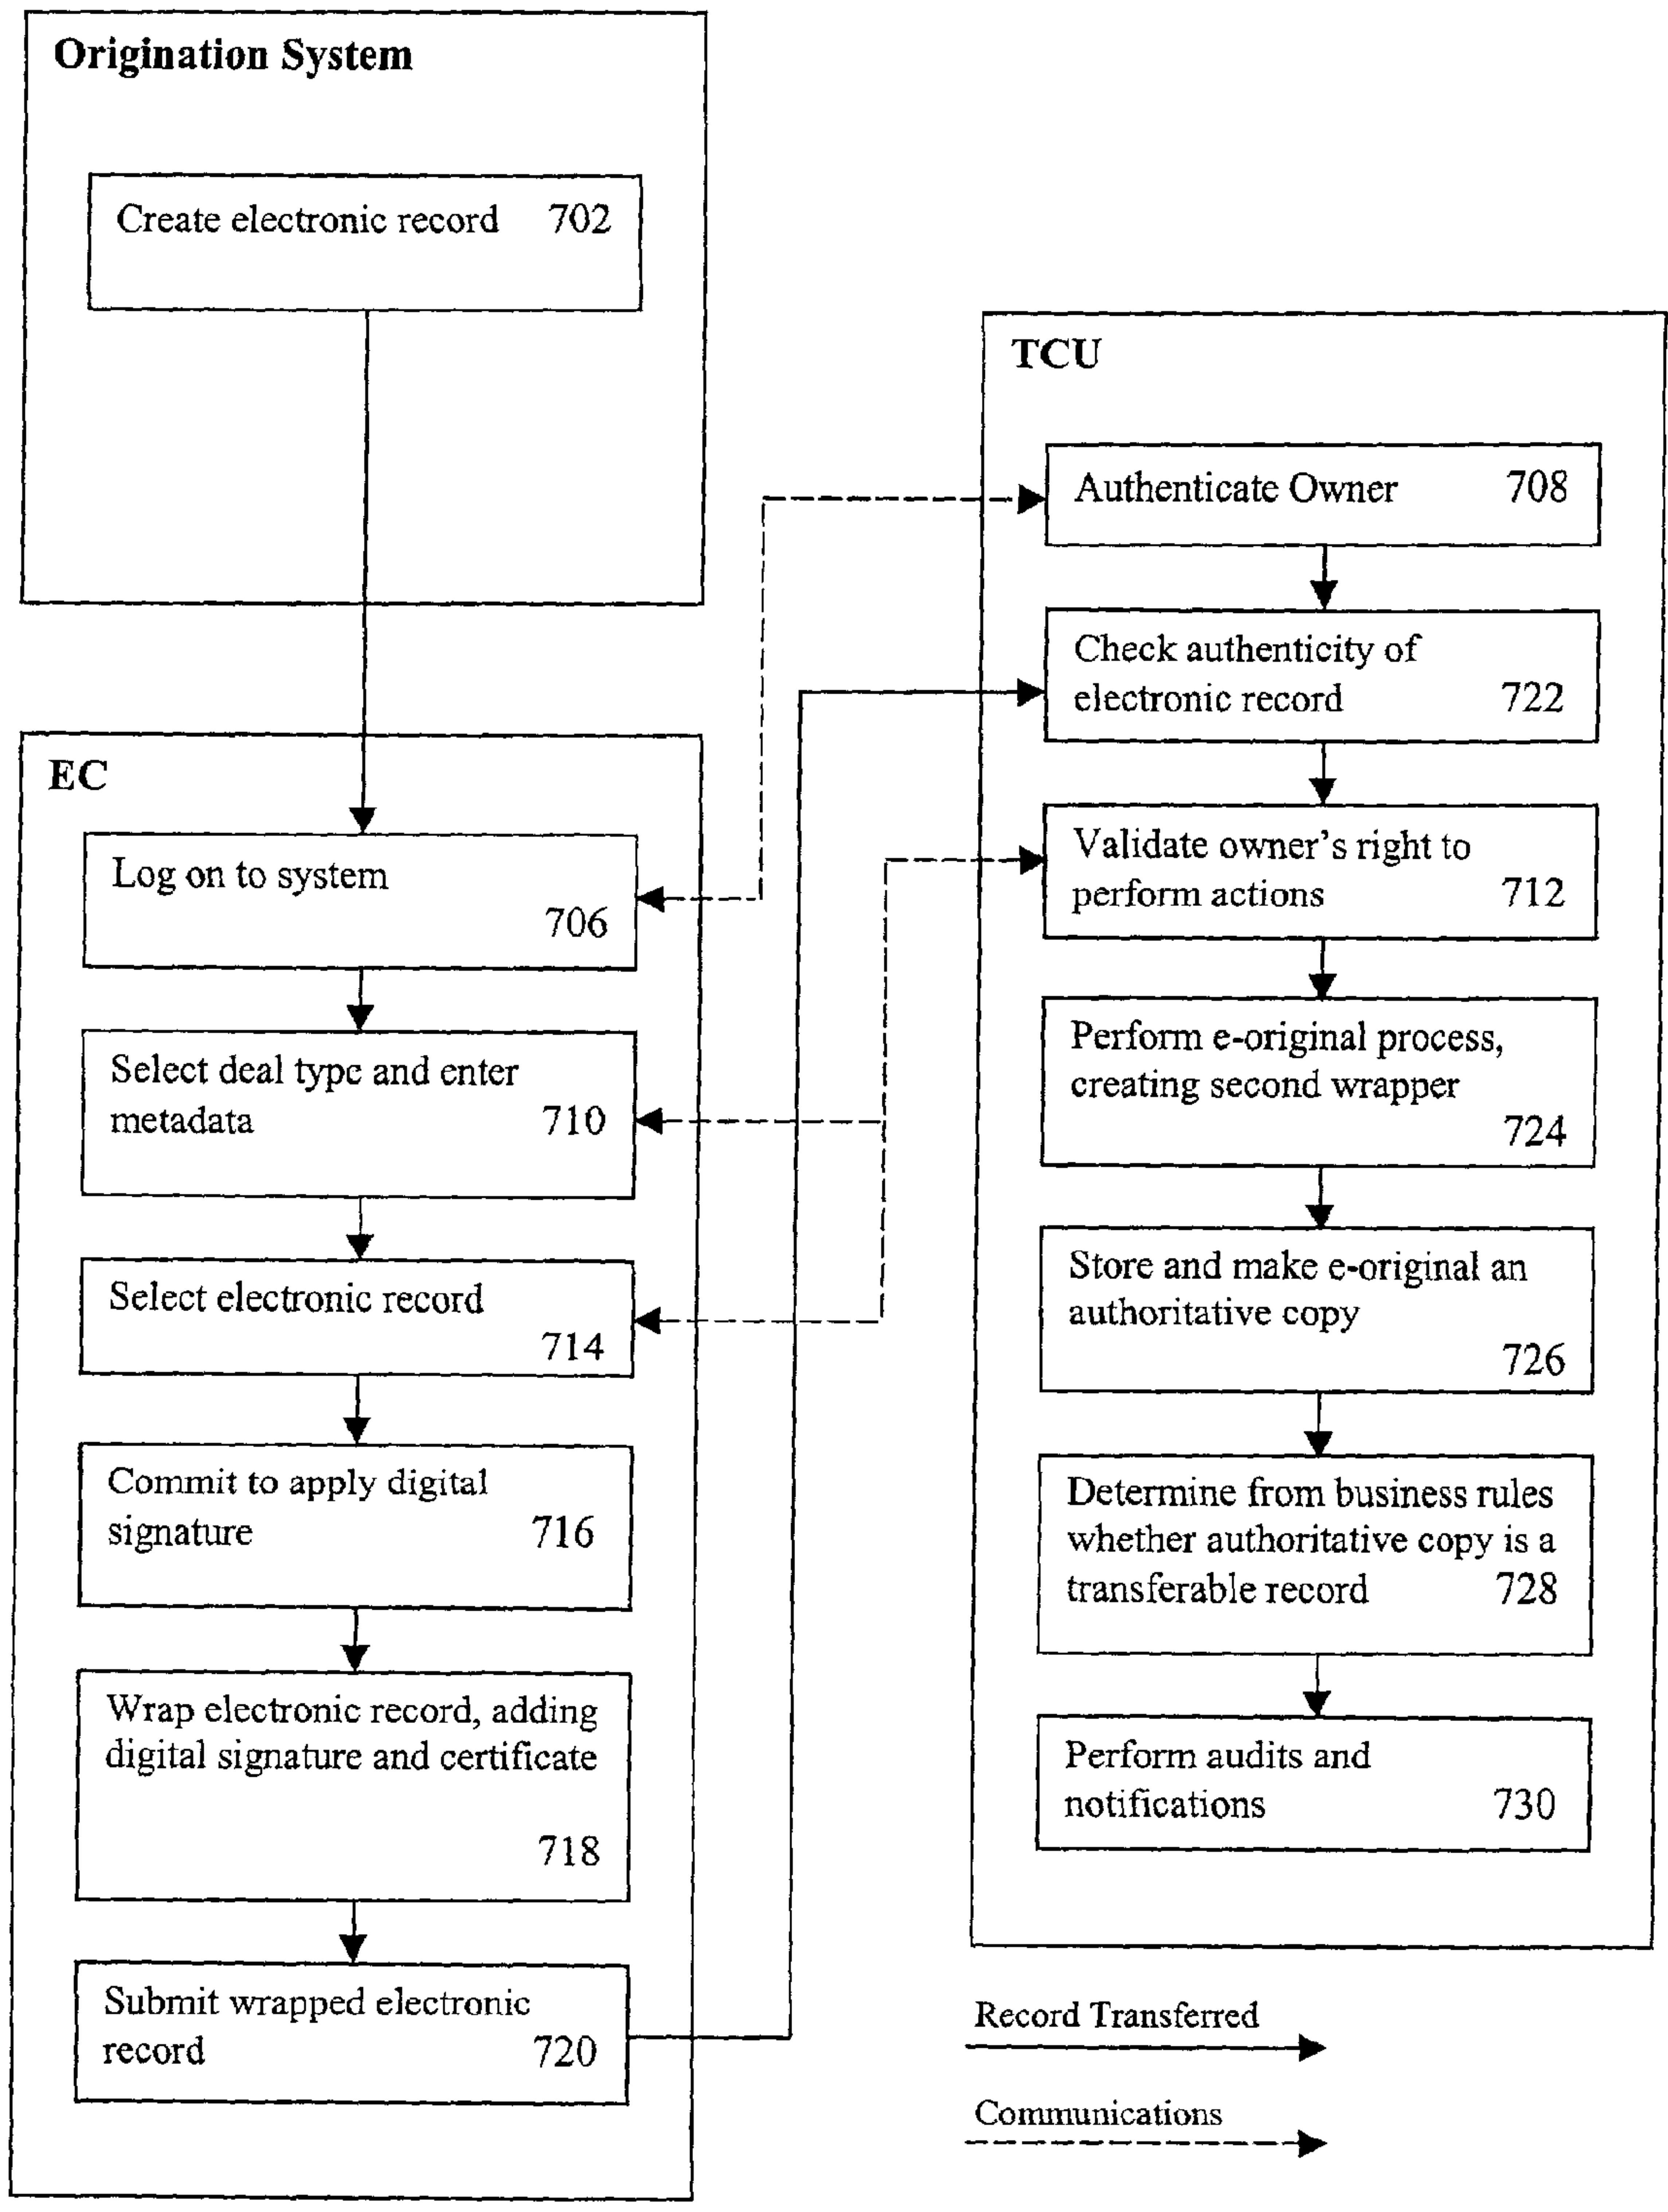 Origination System
Create electronic record 702
EC
Log on to system
706
Select deal type and enter
metadata 710
Select electronic record
714
Commit to apply digital
signature 716
Wrap electronic record, adding
digital signature and certificate
718
Submit wrapped electronic
record 720
TCU
Authenticate Owner 708
Check authenticity of
electronic record 722
Validate owner's right to
perform actions 712
Perform e-original process,
creating second wrapper
724
Store and make e-original an
authoritative copy
726
Determine from business rules
whether authoritative copy is a
transferable record 728
Perform audits and
notifications 730
Record Transferred
Communications